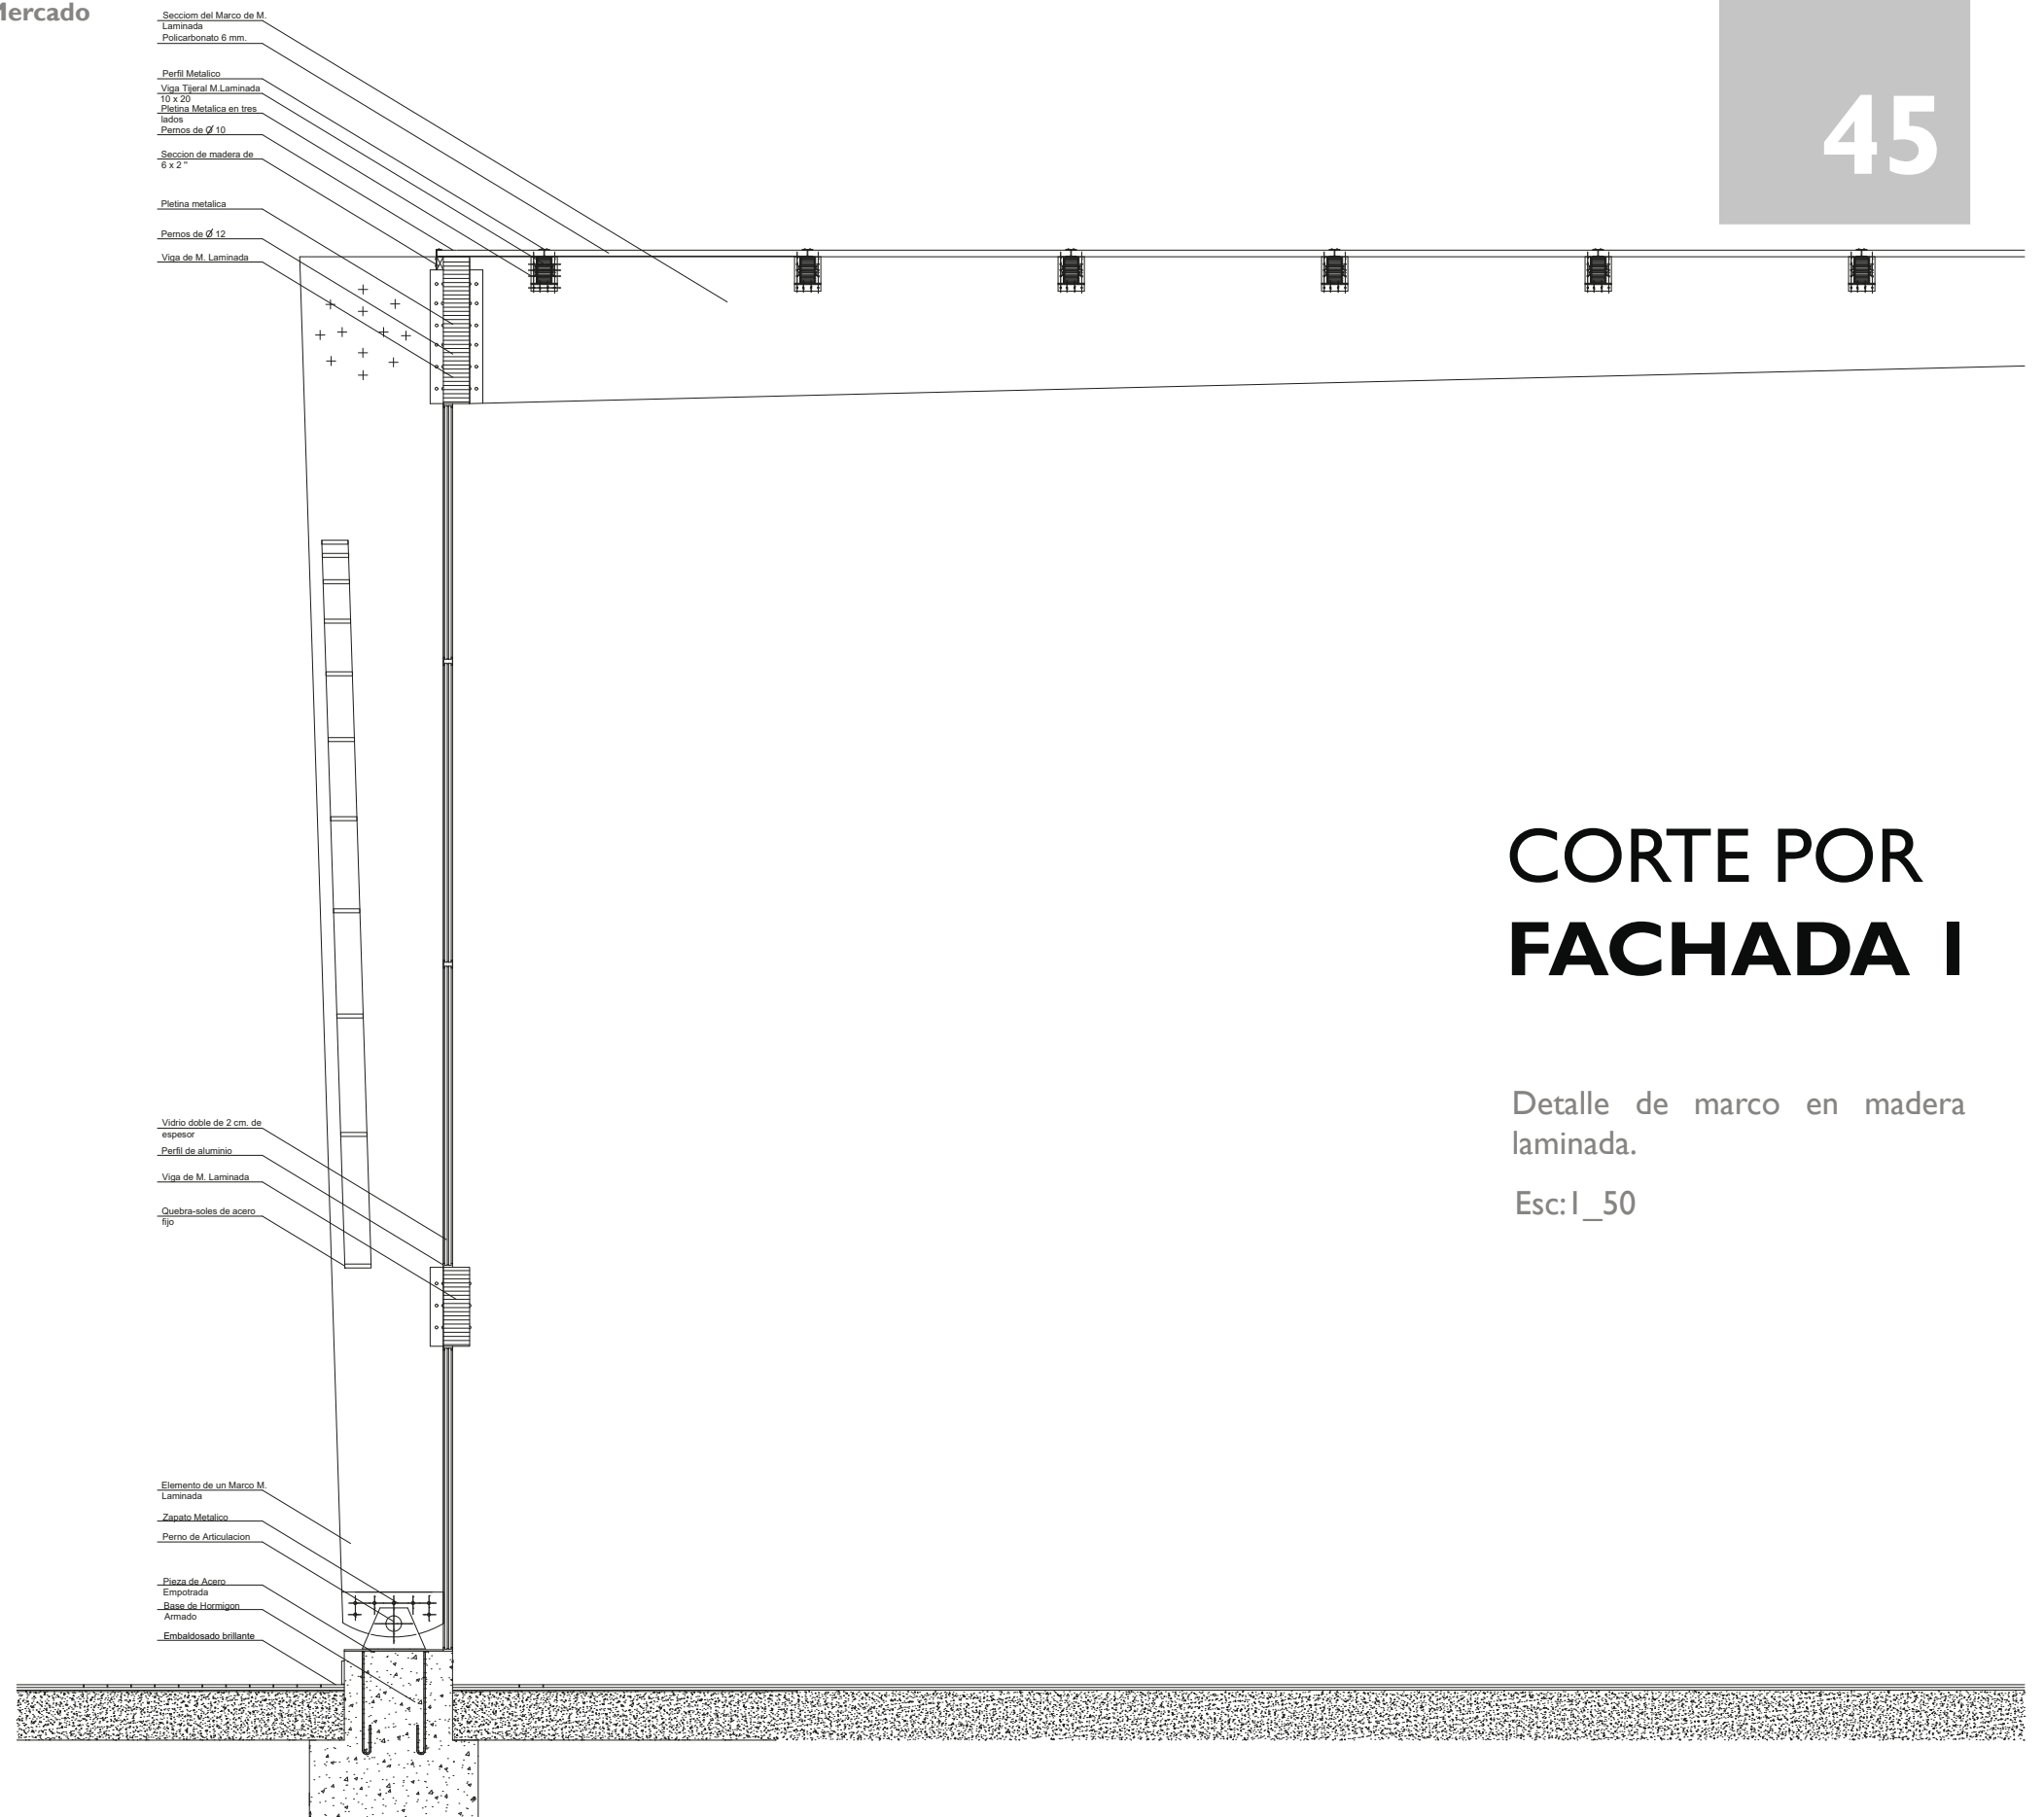 Mercado
45
Secciom del Marco de M.
Laminada
Policarbonato 6 mm.
Perfil Metalico
Viga Tijeral M.Laminada
10 x 20
Pletina Metalica en tres
lados
Pernos de Ø 10
Seccion de madera de
6 x 2 "
Pletina metalica
Pernos de Ø 12
Viga de M. Laminada
CORTE POR
FACHADA I
Detalle de marco en madera
laminada.
Esc:1_50
Vidrio doble de 2 cm. de
espesor
Perfil de aluminio
Viga de M. Laminada
Quebra-soles de acero
fijo
Elemento de un Marco M.
Laminada
Zapato Metalico
Perno de Articulacion
Pieza de Acero
Empotrada
Base de Hormigon
Armado
Embaldosado brillante